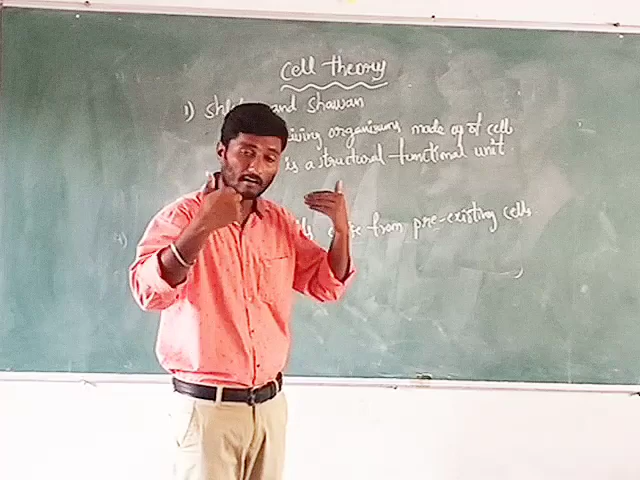 Cell theory
1) and Shawan
living organisms made up of cell
is a structural functional unit
from pre-existing cells